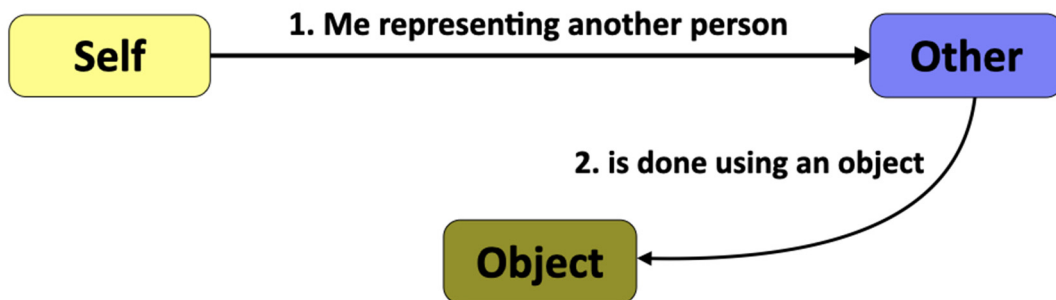 1. Me representing another person
Self
Other
2. is done using an object
Object